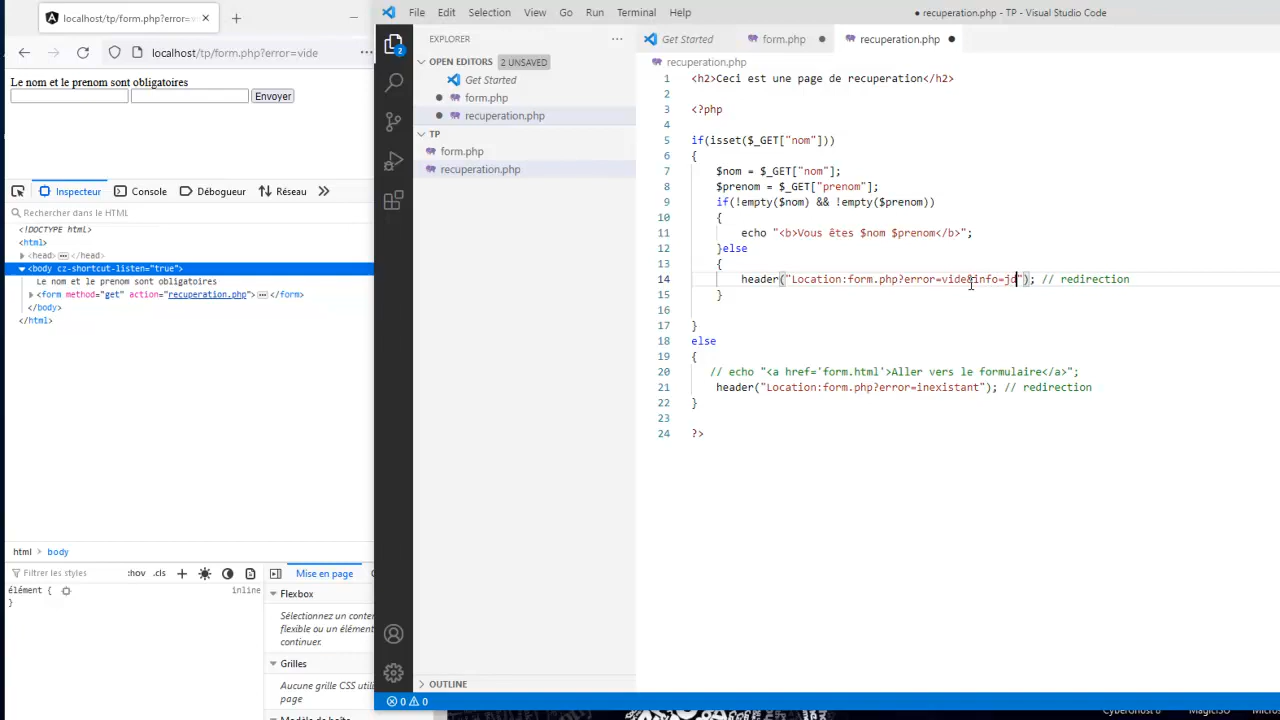 localhost/tp/form.php?error=vi
localhost/tp/form.php?error=vide
Le nom et le prenom sont obligatoires
Envoyer
Inspecteur
Console
Débogueur
Réseau
Rechercher dans le HTML
<!DOCTYPE html>
<html>
<head> </head>
<body cz-shortcut-listen="true">
Le nom et le prenom sont obligatoires
<form method="get" action="recuperation.php"> </form>
</body>
</html>
html > body
Filtrer les styles
:hov .cls +
Mise en page
élément {
inline
}
Flexbox
Sélectionnez un conten
flexible ou un élément
continuer.
Grilles
Aucune grille CSS utili
page
File Edit Selection View Go Run Terminal Help
● recuperation.php - TP - Visual Studio Code
2
EXPLORER
OPEN EDITORS 2 UNSAVED
Get Started
form.php
recuperation.php
TP
form.php
recuperation.php
OUTLINE
0 0
Get Started
form.php
recuperation.php
recuperation.php
1 <h2>Ceci est une page de recuperation</h2>
2
3 <?php
4
5 if(isset($_GET["nom"]))
6 {
7 $nom = $_GET["nom"];
8 $prenom = $_GET["prenom"];
9 if(!empty($nom) && !empty($prenom))
10 {
11 echo "<b>Vous êtes $nom $prenom</b>";
12 }else
13 {
14 header("Location:form.php?error=vide&info=jd"); // redirection
15 }
16
17 }
18 else
19 {
20 // echo "<a href='form.html'>Aller vers le formulaire</a>";
21 header("Location:form.php?error=inexistant"); // redirection
22 }
23
24 ?>